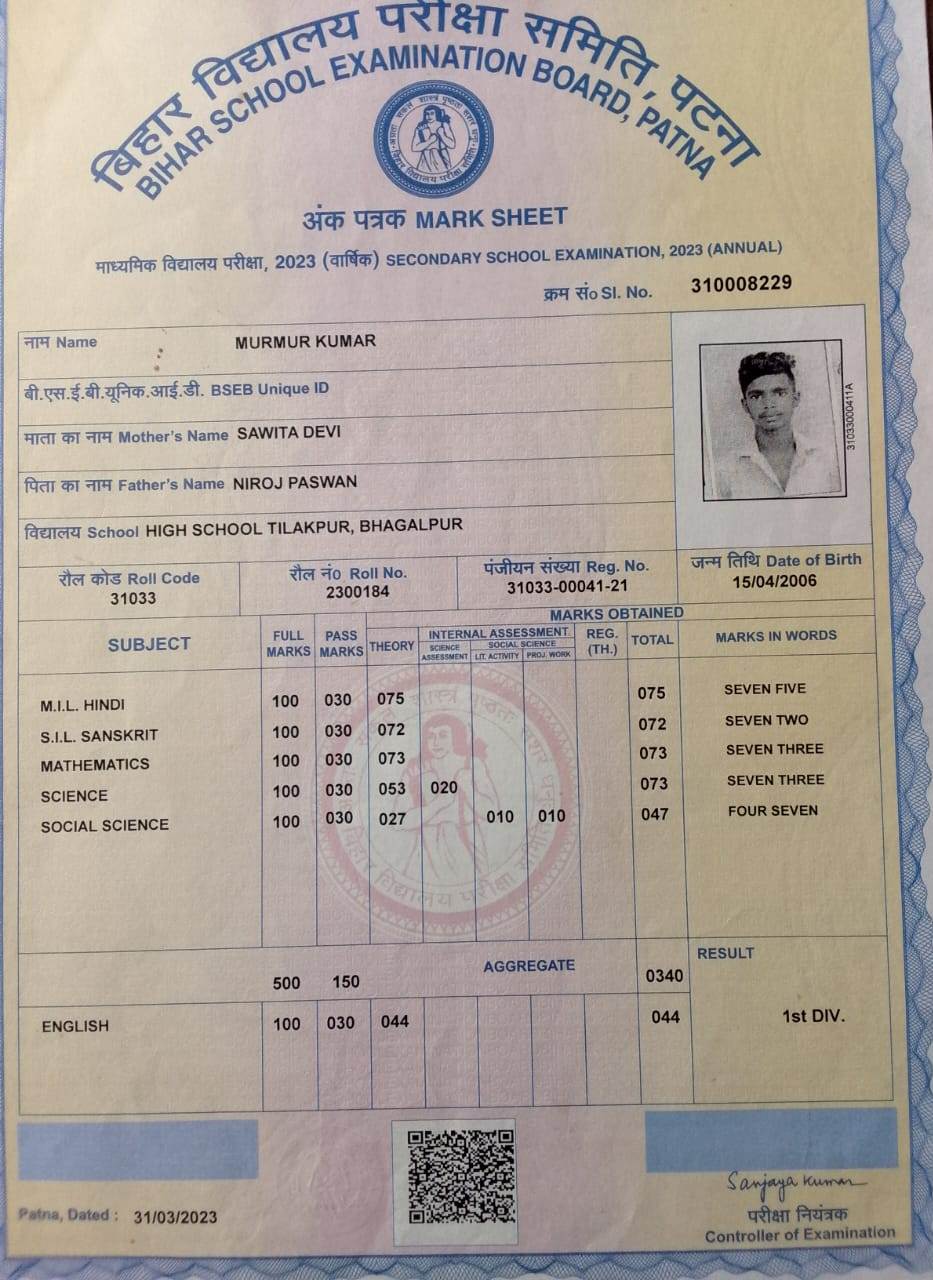 बिहार विद्यालय परीक्षा समिति, पटना
BIHAR SCHOOL EXAMINATION BOARD, PATNA
अंक पत्रक MARK SHEET
माध्यमिक विद्यालय परीक्षा, 2023 (वार्षिक) SECONDARY SCHOOL EXAMINATION, 2023 (ANNUAL)
क्रम सं० Sl. No. 310008229
नाम Name MURMUR KUMAR
बी.एस.ई.बी.यूनिक.आई.डी. BSEB Unique ID
माता का नाम Mother's Name SAWITA DEVI
पिता का नाम Father's Name NIROJ PASWAN
विद्यालय School HIGH SCHOOL TILAKPUR, BHAGALPUR
31033000411A
रौल कोड Roll Code रौल नं० Roll No. पंजीयन संख्या Reg. No. जन्म तिथि Date of Birth
31033 2300184 31033-00041-21 15/04/2006
MARKS OBTAINED
SUBJECT FULL MARKS PASS MARKS THEORY INTERNAL ASSESSMENT SCIENCE ASSESSMENT SOCIAL SCIENCE LIT. ACTIVITY PROJ. WORK REG. (TH.) TOTAL MARKS IN WORDS
M.I.L. HINDI 100 030 075 075 SEVEN FIVE
S.I.L. SANSKRIT 100 030 072 072 SEVEN TWO
MATHEMATICS 100 030 073 073 SEVEN THREE
SCIENCE 100 030 053 020 073 SEVEN THREE
SOCIAL SCIENCE 100 030 027 010 010 047 FOUR SEVEN
500 150 AGGREGATE 0340 RESULT
ENGLISH 100 030 044 044 1st DIV.
Patna, Dated : 31/03/2023
Sanjaya Kumar
परीक्षा नियंत्रक
Controller of Examination